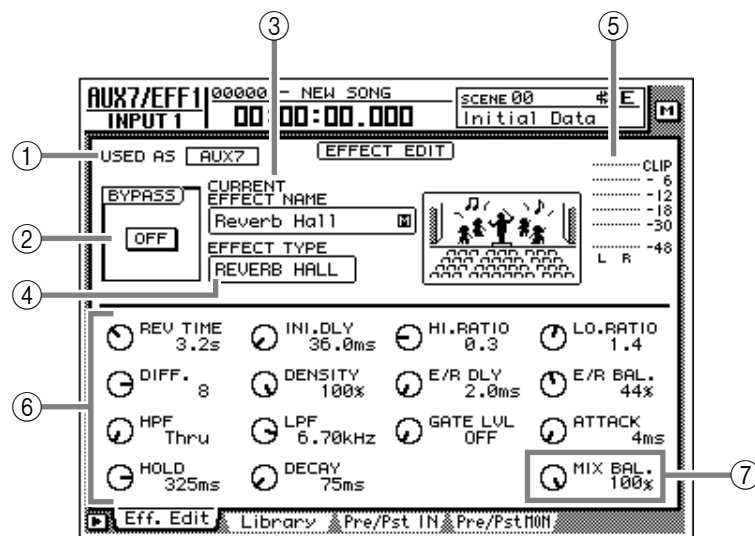 ③
⑤
AUX7/EFF1
INPUT 1
00000 - NEW SONG
00:00:00.000
SCENE 00
E
Initial Data
M
①
USED AS AUX7
EFFECT EDIT
CLIP
- 6
-12
-18
-30
-48
L R
BYPASS
②
OFF
CURRENT
EFFECT NAME
Reverb Hall
M
EFFECT TYPE
④
REVERB HALL
⑥
REV TIME
3.2s
INI.DLY
36.0ms
HI.RATIO
0.3
LO.RATIO
1.4
DIFF.
8
DENSITY
100%
E/R DLY
2.0ms
E/R BAL.
44%
HPF
Thru
LPF
6.70kHz
GATE LVL
OFF
ATTACK
4ms
HOLD
325ms
DECAY
75ms
MIX BAL.
100%
⑦
Eff. Edit
Library
Pre/Pst IN
Pre/Pst MON